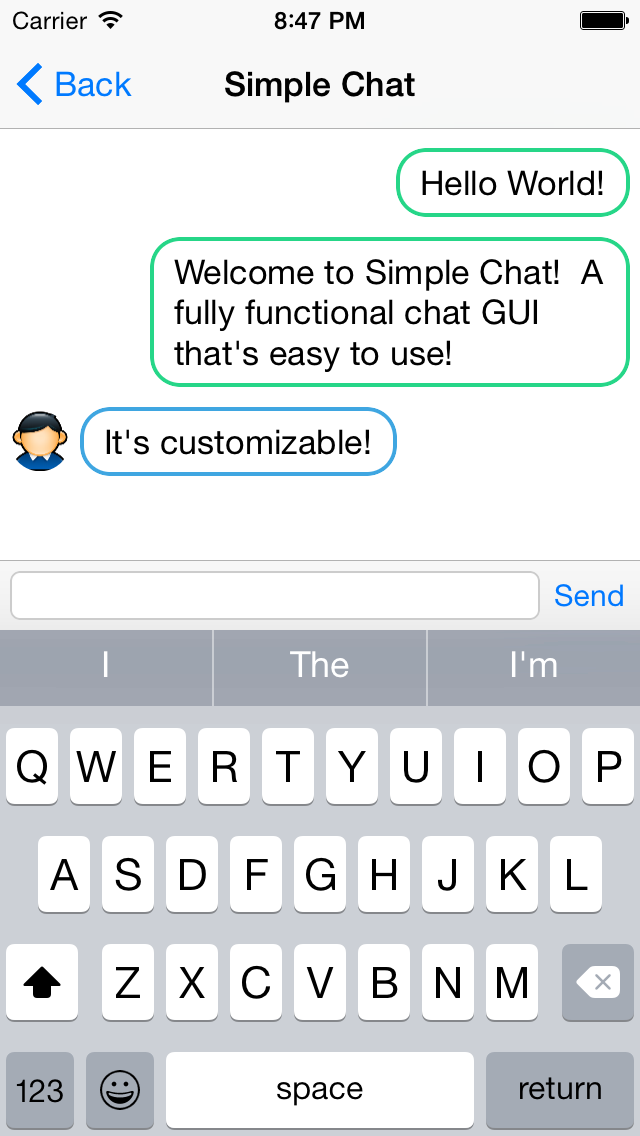 Carrier 8:47 PM
Back Simple Chat
Hello World!
Welcome to Simple Chat!  A
fully functional chat GUI
that's easy to use!
It's customizable!
Send
I The I'm
Q W E R T Y U I O P
A S D F G H J K L
Z X C V B N M
123 space return